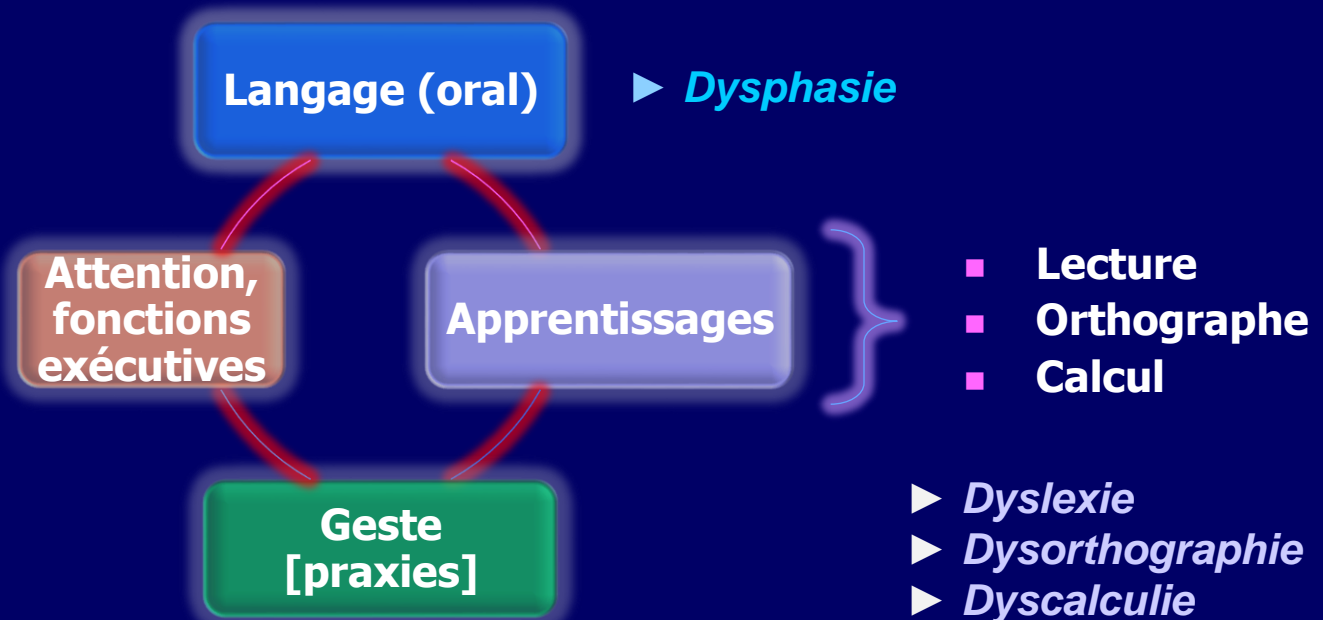 Langage (oral)
► Dysphasie
Attention,
fonctions
exécutives
Apprentissages
▪ Lecture
▪ Orthographe
▪ Calcul
Geste
[praxies]
► Dyslexie
► Dysorthographie
► Dyscalculie